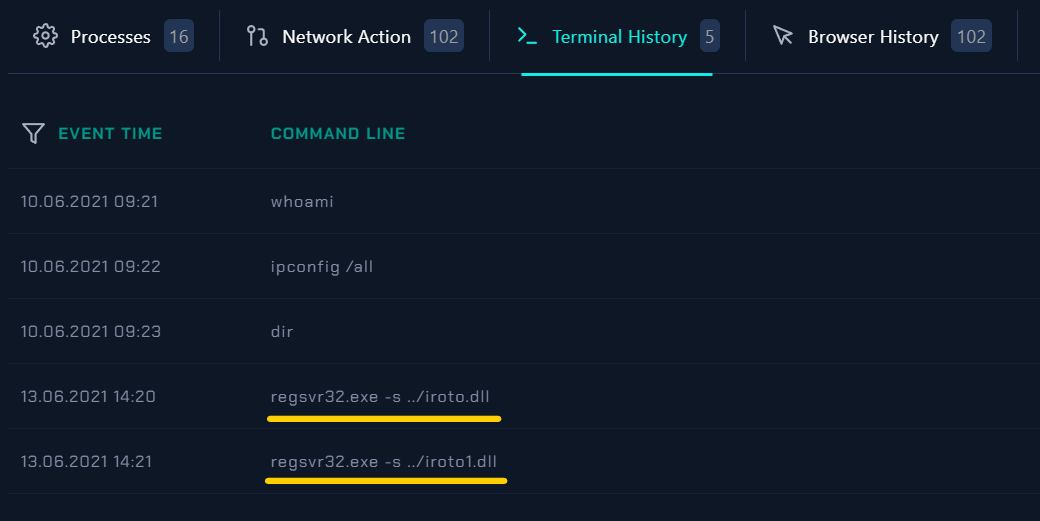 Processes 16 Network Action 102 Terminal History 5 Browser History 102
EVENT TIME COMMAND LINE
10.06.2021 09:21 whoami
10.06.2021 09:22 ipconfig /all
10.06.2021 09:23 dir
13.06.2021 14:20 regsvr32.exe -s ../iroto.dll
13.06.2021 14:21 regsvr32.exe -s ../iroto1.dll